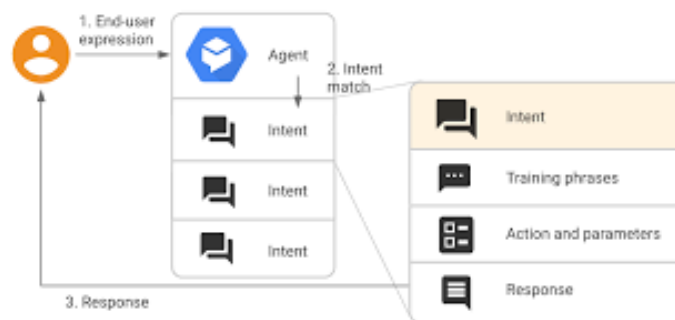 1. End-user
expression
Agent
2. Intent
match
Intent
Intent
Intent
Intent
Training phrases
Action and parameters
Response
3. Response